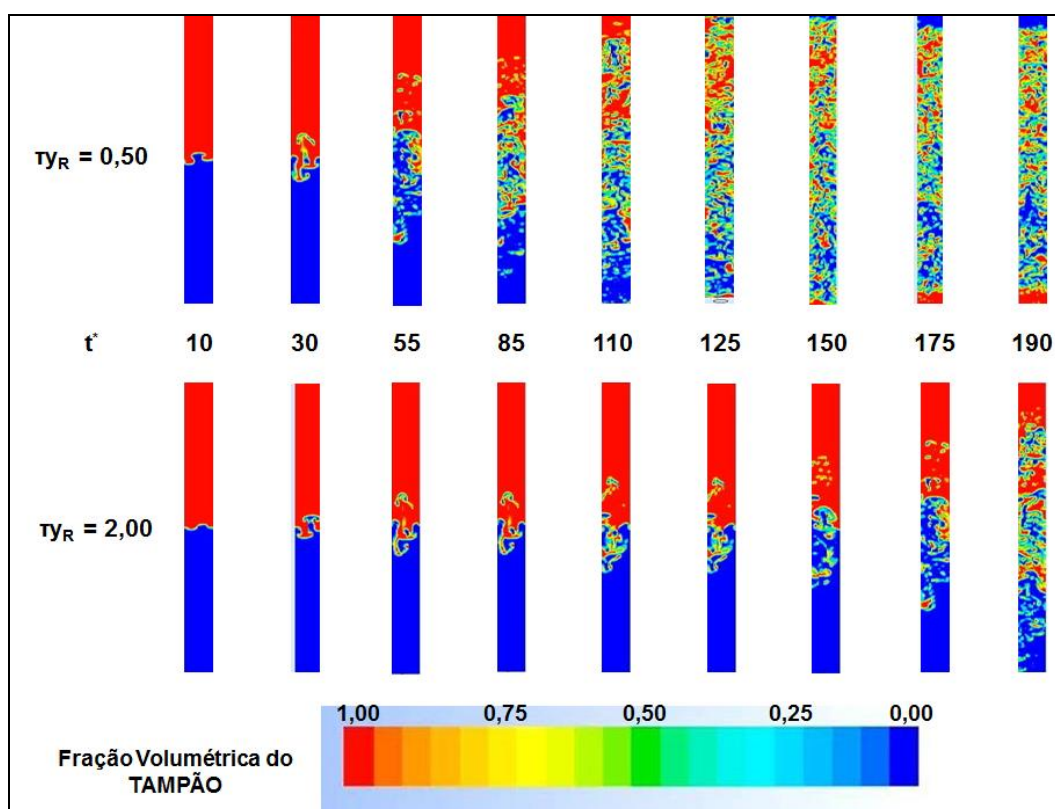 τy_R = 0,50
t* 10 30 55 85 110 125 150 175 190
τy_R = 2,00
1,00 0,75 0,50 0,25 0,00
Fração Volumétrica do
TAMPÃO